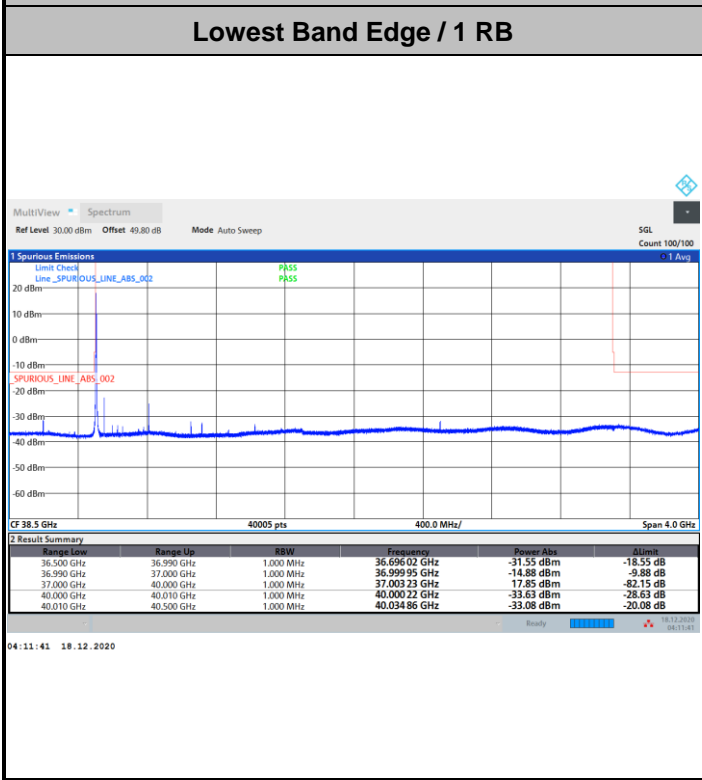 Lowest Band Edge / 1 RB
MultiView Spectrum
Ref Level 30.00 dBm Offset 49.80 dB Mode Auto Sweep SGL
Count 100/100
1 Spurious Emissions 1 Avg
Limit Check PASS
Line _SPURIOUS_LINE_ABS_002 PASS
20 dBm
10 dBm
0 dBm
-10 dBm
_SPURIOUS_LINE_ABS_002
-20 dBm
-30 dBm
-40 dBm
-50 dBm
-60 dBm
CF 38.5 GHz 40005 pts 400.0 MHz/ Span 4.0 GHz
2 Result Summary
Range Low Range Up RBW Frequency Power Abs ΔLimit
36.500 GHz 36.990 GHz 1.000 MHz 36.696 02 GHz -31.55 dBm -18.55 dB
36.990 GHz 37.000 GHz 1.000 MHz 36.999 95 GHz -14.88 dBm -9.88 dB
37.000 GHz 40.000 GHz 1.000 MHz 37.003 23 GHz 17.85 dBm -82.15 dB
40.000 GHz 40.010 GHz 1.000 MHz 40.000 22 GHz -33.63 dBm -28.63 dB
40.010 GHz 40.500 GHz 1.000 MHz 40.034 86 GHz -33.08 dBm -20.08 dB
Ready 18.12.2020
04:11:41
04:11:41 18.12.2020